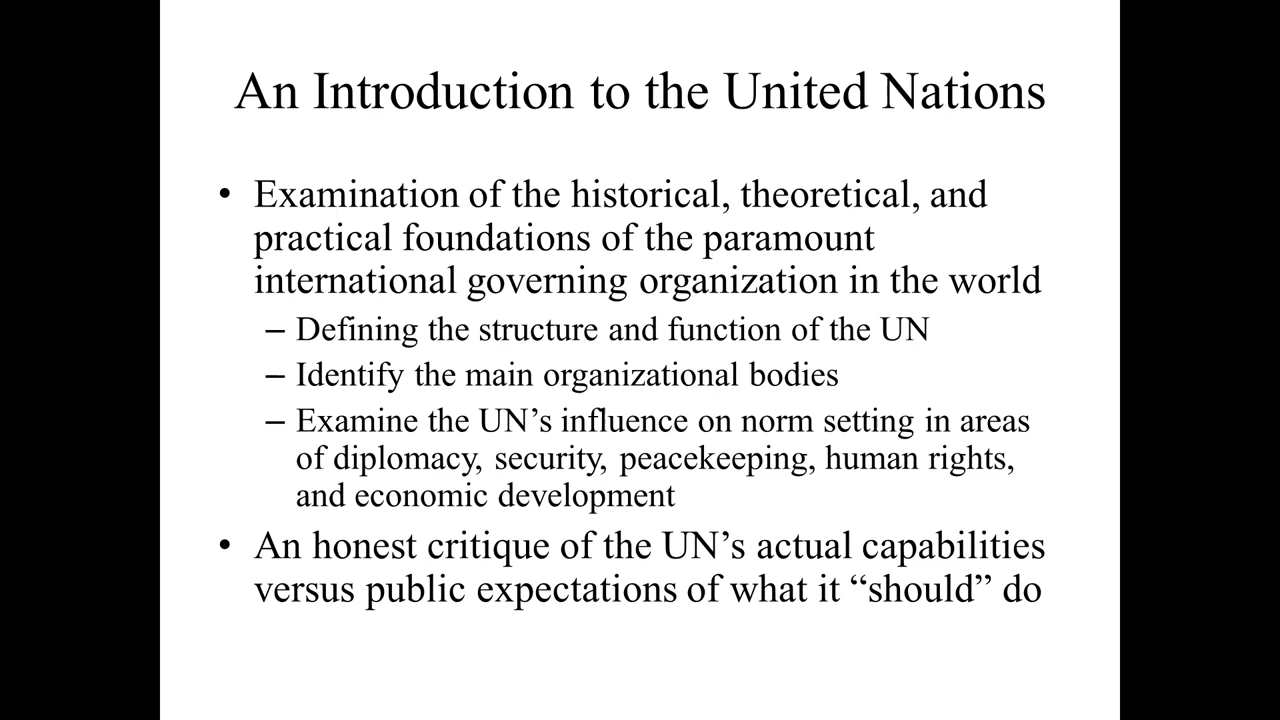 An Introduction to the United Nations
• Examination of the historical, theoretical, and
practical foundations of the paramount
international governing organization in the world
– Defining the structure and function of the UN
– Identify the main organizational bodies
– Examine the UN’s influence on norm setting in areas
of diplomacy, security, peacekeeping, human rights,
and economic development
• An honest critique of the UN’s actual capabilities
versus public expectations of what it “should” do